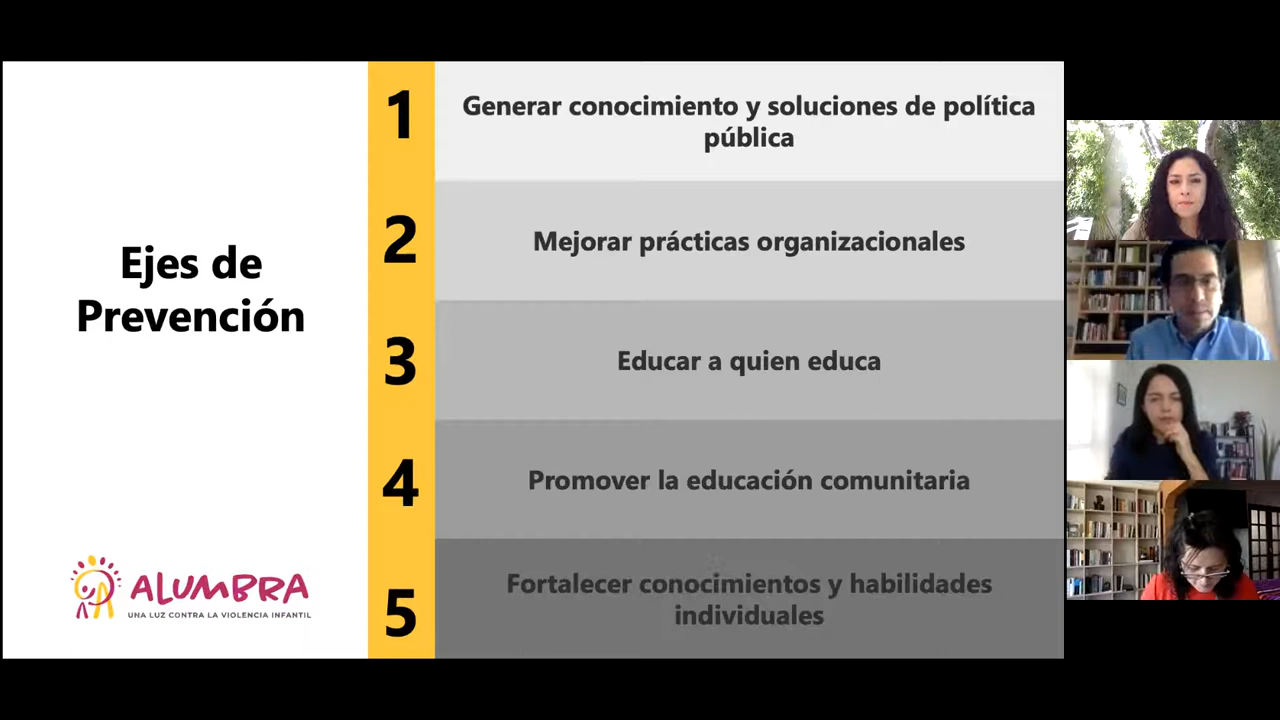 Ejes de
Prevención
1
Generar conocimiento y soluciones de política
pública
2
Mejorar prácticas organizacionales
3
Educar a quien educa
4
Promover la educación comunitaria
5
Fortalecer conocimientos y habilidades
individuales
ALUMBRA
UNA LUZ CONTRA LA VIOLENCIA INFANTIL